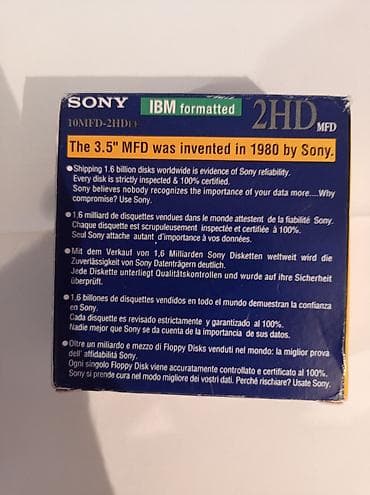 SONY
IBM formatted
2HD MFD
10MFD-2HDCF
The 3.5" MFD was invented in 1980 by Sony.
● Shipping 1.6 billion disks worldwide is evidence of Sony reliability.
Every disk is strictly inspected & 100% certified.
Sony believes nobody recognizes the importance of your data more....Why
compromise? Use Sony.
● 1,6 milliard de disquettes vendues dans le monde attestent de la fiabilité Sony.
Chaque disquette est scrupuleusement inspectée et certifiée à 100%.
Seul Sony attache autant d'importance à vos données.
● Mit dem Verkauf von 1,6 Milliarden Sony Disketten weltweit wird die
Zuverlässigkeit von Sony Datenträgern deutlich.
Jede Diskette unterliegt Qualitätskontrollen und wurde auf ihre Sicherheit
überprüft.
● 1,6 billones de disquettes vendidos en todo el mundo demuestran la confianza
en Sony.
Cada disquette es revisado estrictamente y garantizado al 100%.
Nadie mejor que Sony se da cuenta de la importancia de sus datos.
● Oltre un miliardo e mezzo di Floppy Disks venduti nel mondo: la miglior prova
dell' affidabilità Sony.
Ogni singolo Floppy Disk viene accuratamente controllato e certificato al 100%.
Sony si prende cura nel modo migliore dei vostri dati. Perché rischiare? Usate Sony.